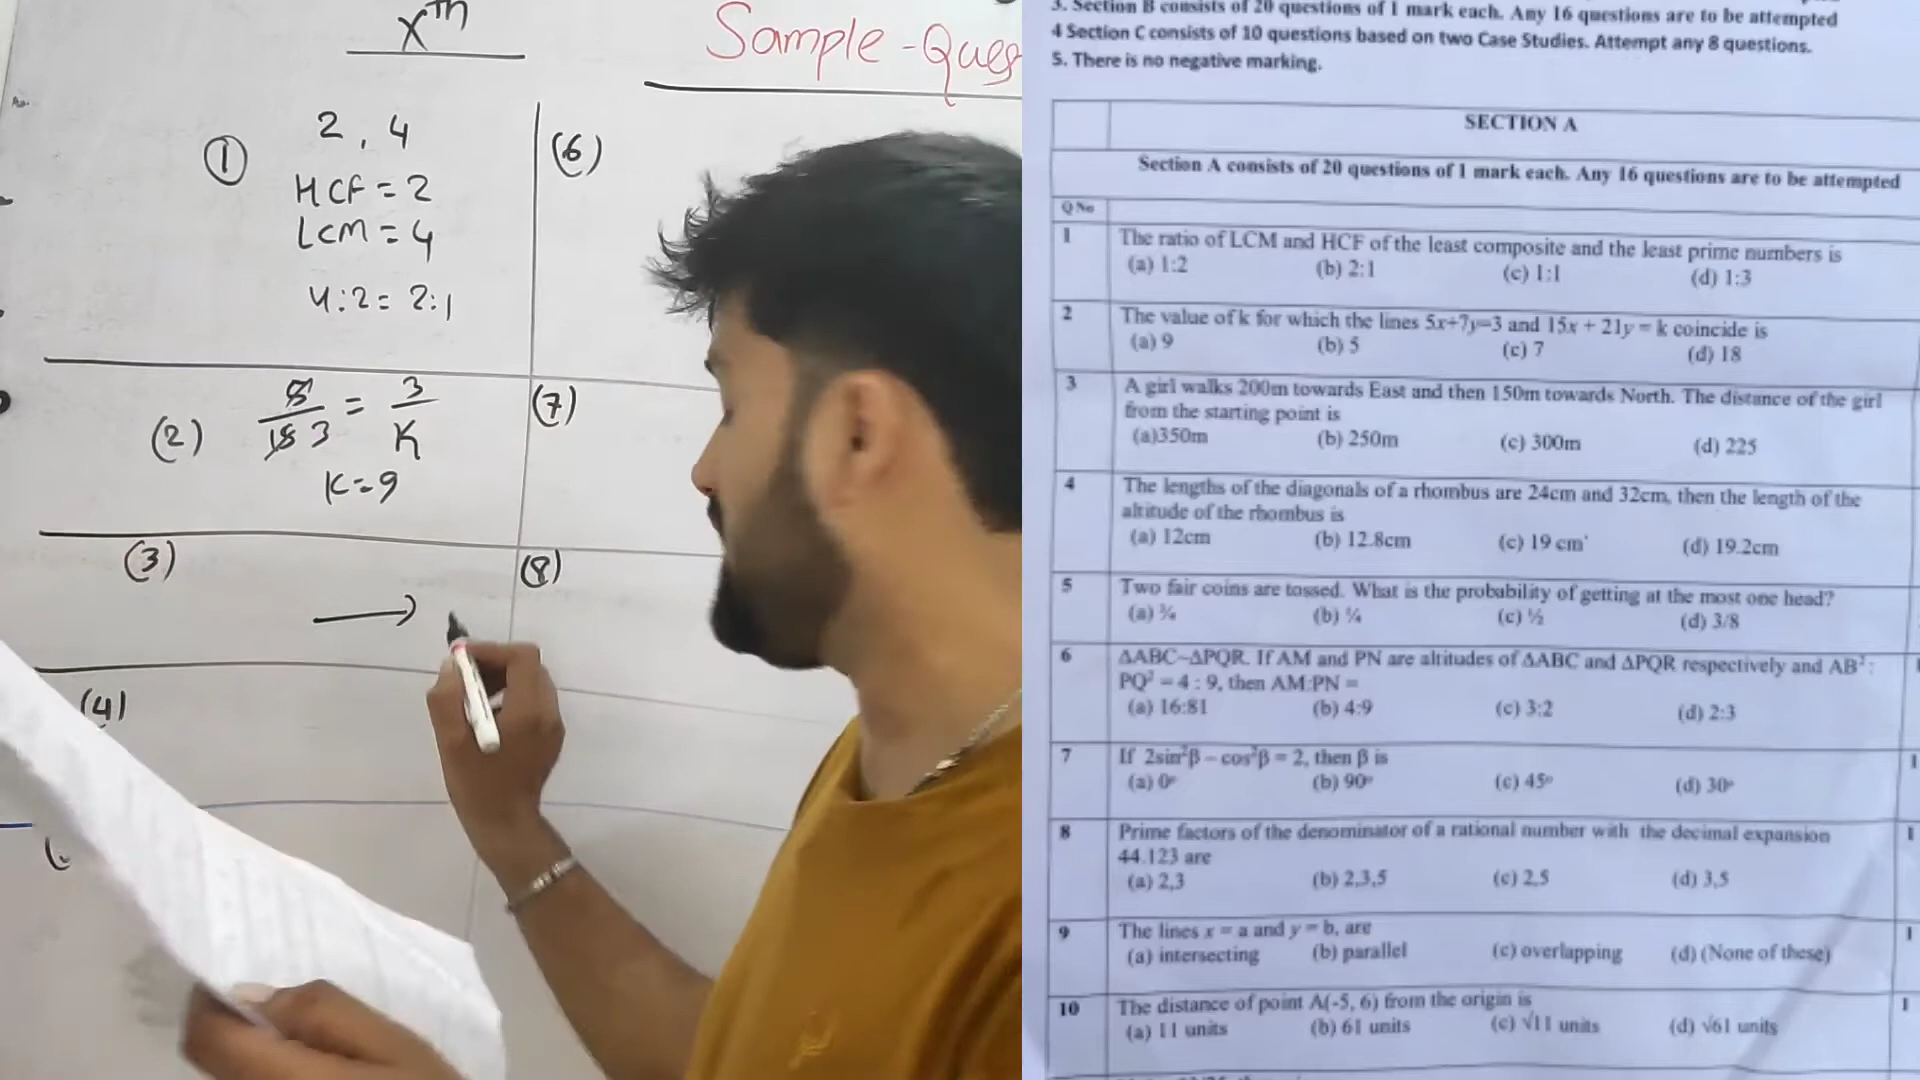 Xth
Sample-Ques
(1)
2, 4
HCF = 2
LCM = 4
4:2 = 2:1
(2)
5/15 3 = 3/K
K=9
(3)
(4)
(6)
(7)
(8)
3. Section B consists of 20 questions of 1 mark each. Any 16 questions are to be attempted
4 Section C consists of 10 questions based on two Case Studies. Attempt any 8 questions.
5. There is no negative marking.
SECTION A
Section A consists of 20 questions of 1 mark each. Any 16 questions are to be attempted
Q No
1 The ratio of LCM and HCF of the least composite and the least prime numbers is
(a) 1:2 (b) 2:1 (c) 1:1 (d) 1:3
2 The value of k for which the lines 5x+7y=3 and 15x + 21y = k coincide is
(a) 9 (b) 5 (c) 7 (d) 18
3 A girl walks 200m towards East and then 150m towards North. The distance of the girl
from the starting point is
(a)350m (b) 250m (c) 300m (d) 225
4 The lengths of the diagonals of a rhombus are 24cm and 32cm, then the length of the
altitude of the rhombus is
(a) 12cm (b) 12.8cm (c) 19 cm (d) 19.2cm
5 Two fair coins are tossed. What is the probability of getting at the most one head?
(a) ¾ (b) ¼ (c) ½ (d) 3/8
6 ΔABC~ΔPQR. If AM and PN are altitudes of ΔABC and ΔPQR respectively and AB²:
PQ² = 4 : 9, then AM:PN =
(a) 16:81 (b) 4:9 (c) 3:2 (d) 2:3
7 If 2sin²β – cos²β = 2, then β is 1
(a) 0º (b) 90º (c) 45º (d) 30º
8 Prime factors of the denominator of a rational number with the decimal expansion 1
44.123 are
(a) 2,3 (b) 2,3,5 (c) 2,5 (d) 3,5
9 The lines x = a and y = b, are 1
(a) intersecting (b) parallel (c) overlapping (d) (None of these)
10 The distance of point A(-5, 6) from the origin is 1
(a) 11 units (b) 61 units (c) √11 units (d) √61 units